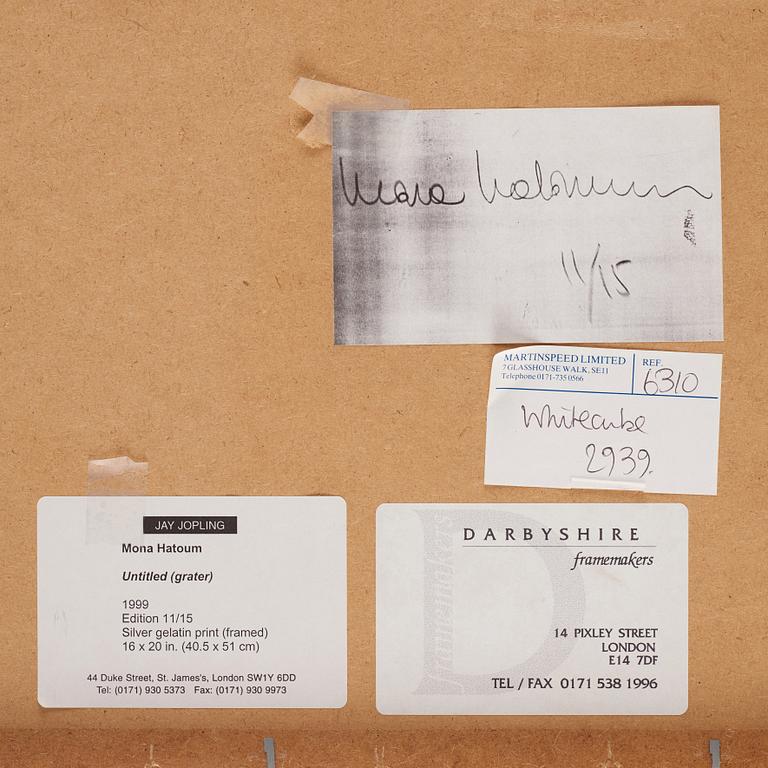 Mona Hatoum
11/15
MARTINSPEED LIMITED
7 GLASSHOUSE WALK, SE11
Telephone 0171-735 0566
REF.
6310
Whitecube
2939.
JAY JOPLING
Mona Hatoum
Untitled (grater)
1999
Edition 11/15
Silver gelatin print (framed)
16 x 20 in. (40.5 x 51 cm)
44 Duke Street, St. James's, London SW1Y 6DD
Tel: (0171) 930 5373 Fax: (0171) 930 9973
D
framemakers
DARBYSHIRE
framemakers
14 PIXLEY STREET
LONDON
E14 7DF
TEL / FAX 0171 538 1996